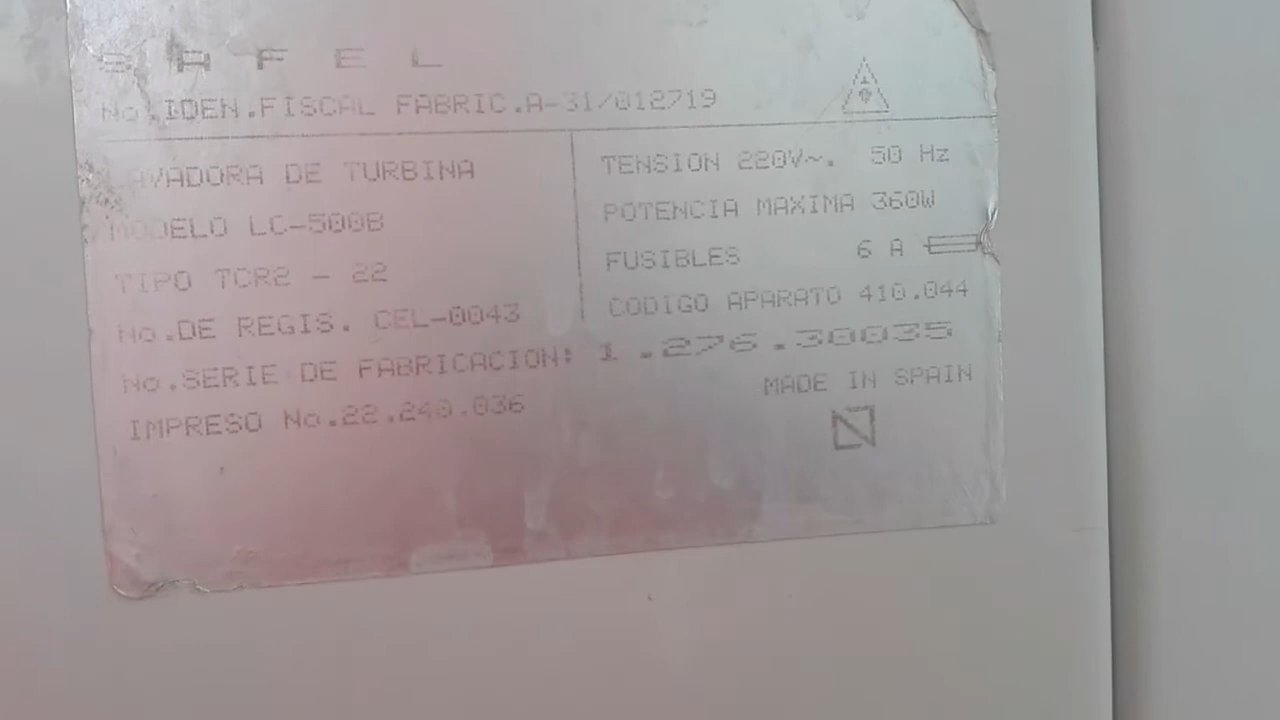 S A F E L
No.IDEN.FISCAL FABRIC.A-31/012719
LAVADORA DE TURBINA
MODELO LC-500B
TIPO TCR2 - 22
No.DE REGIS. CEL-0043
TENSION 220V~. 50 Hz
POTENCIA MAXIMA 360W
FUSIBLES 6 A
CODIGO APARATO 410.044
No.SERIE DE FABRICACION: 1.276.30035
IMPRESO No.22.240.036
MADE IN SPAIN